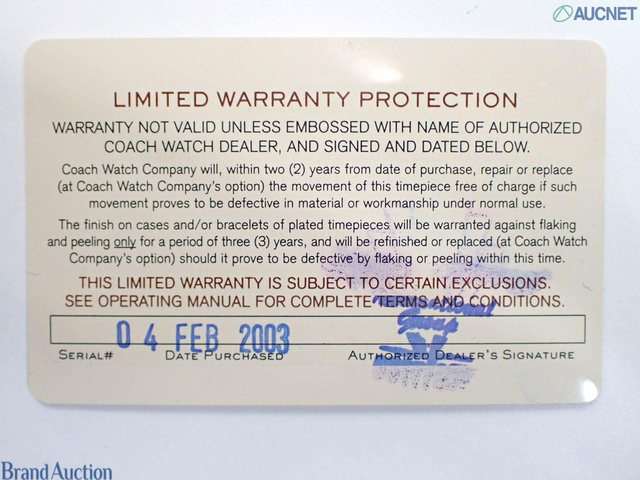 AUCNET
LIMITED WARRANTY PROTECTION
WARRANTY NOT VALID UNLESS EMBOSSED WITH NAME OF AUTHORIZED
COACH WATCH DEALER, AND SIGNED AND DATED BELOW.
Coach Watch Company will, within two (2) years from date of purchase, repair or replace
(at Coach Watch Company's option) the movement of this timepiece free of charge if such
movement proves to be defective in material or workmanship under normal use.
The finish on cases and/or bracelets of plated timepieces will be warranted against flaking
and peeling only for a period of three (3) years, and will be refinished or replaced (at Coach Watch
Company's option) should it prove to be defective by flaking or peeling within this time.
THIS LIMITED WARRANTY IS SUBJECT TO CERTAIN EXCLUSIONS.
SEE OPERATING MANUAL FOR COMPLETE TERMS AND CONDITIONS.
Group
04 FEB 2003
SERIAL# DATE PURCHASED AUTHORIZED DEALER'S SIGNATURE
Brand Auction